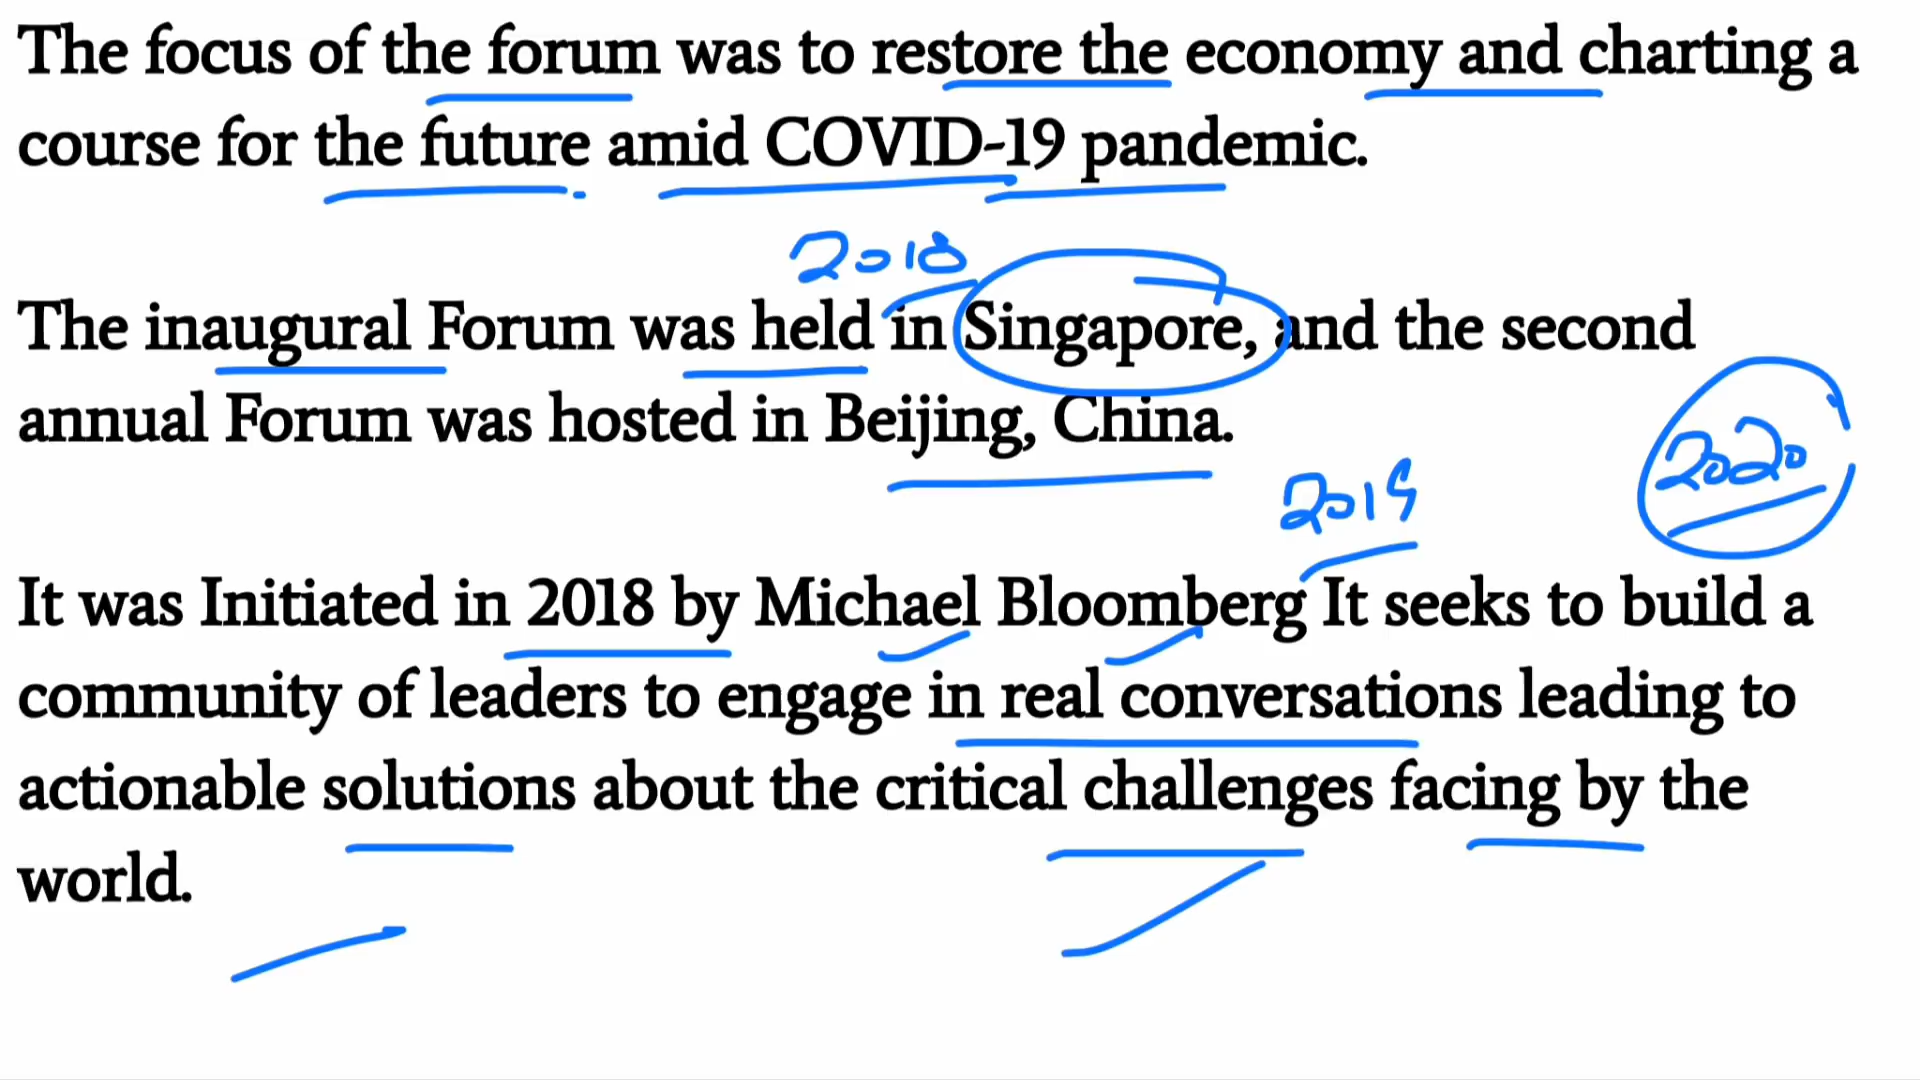 The focus of the forum was to restore the economy and charting a
course for the future amid COVID-19 pandemic.
2018
The inaugural Forum was held in Singapore, and the second
annual Forum was hosted in Beijing, China.
2020
2019
It was Initiated in 2018 by Michael Bloomberg It seeks to build a
community of leaders to engage in real conversations leading to
actionable solutions about the critical challenges facing by the
world.